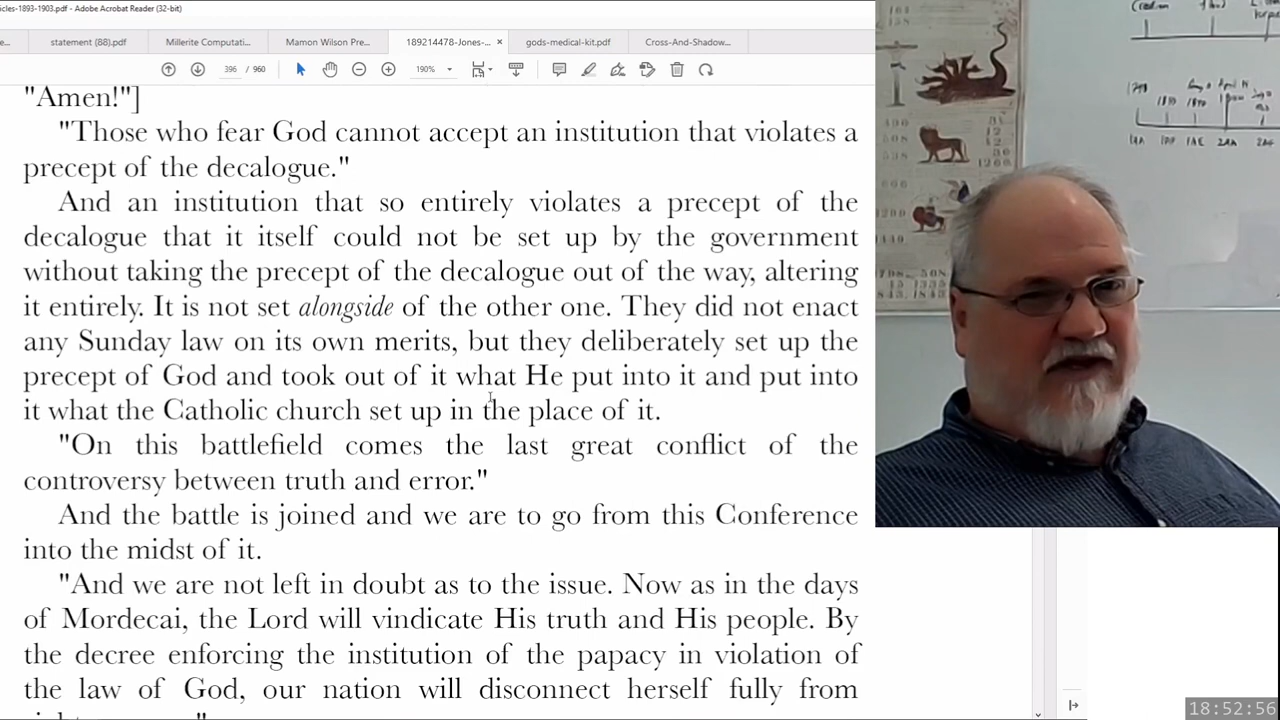 icles-1893-1903.pdf - Adobe Acrobat Reader (32-bit)
e... statement (88).pdf Millerite Computati... Mamon Wilson Pre... 189214478-Jones-... × gods-medical-kit.pdf Cross-And-Shadow...
396 / 960 190%
"Amen!"]
"Those who fear God cannot accept an institution that violates a
precept of the decalogue."
And an institution that so entirely violates a precept of the
decalogue that it itself could not be set up by the government
without taking the precept of the decalogue out of the way, altering
it entirely. It is not set alongside of the other one. They did not enact
any Sunday law on its own merits, but they deliberately set up the
precept of God and took out of it what He put into it and put into
it what the Catholic church set up in the place of it.
"On this battlefield comes the last great conflict of the
controversy between truth and error."
And the battle is joined and we are to go from this Conference
into the midst of it.
"And we are not left in doubt as to the issue. Now as in the days
of Mordecai, the Lord will vindicate His truth and His people. By
the decree enforcing the institution of the papacy in violation of
the law of God, our nation will disconnect herself fully from
18:52:56